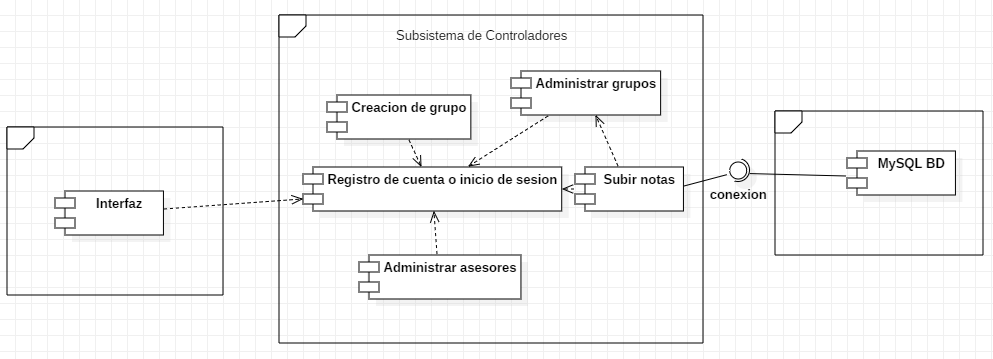 Subsistema de Controladores
Administrar grupos
Creacion de grupo
Registro de cuenta o inicio de sesion
Subir notas
MySQL BD
conexion
Interfaz
Administrar asesores